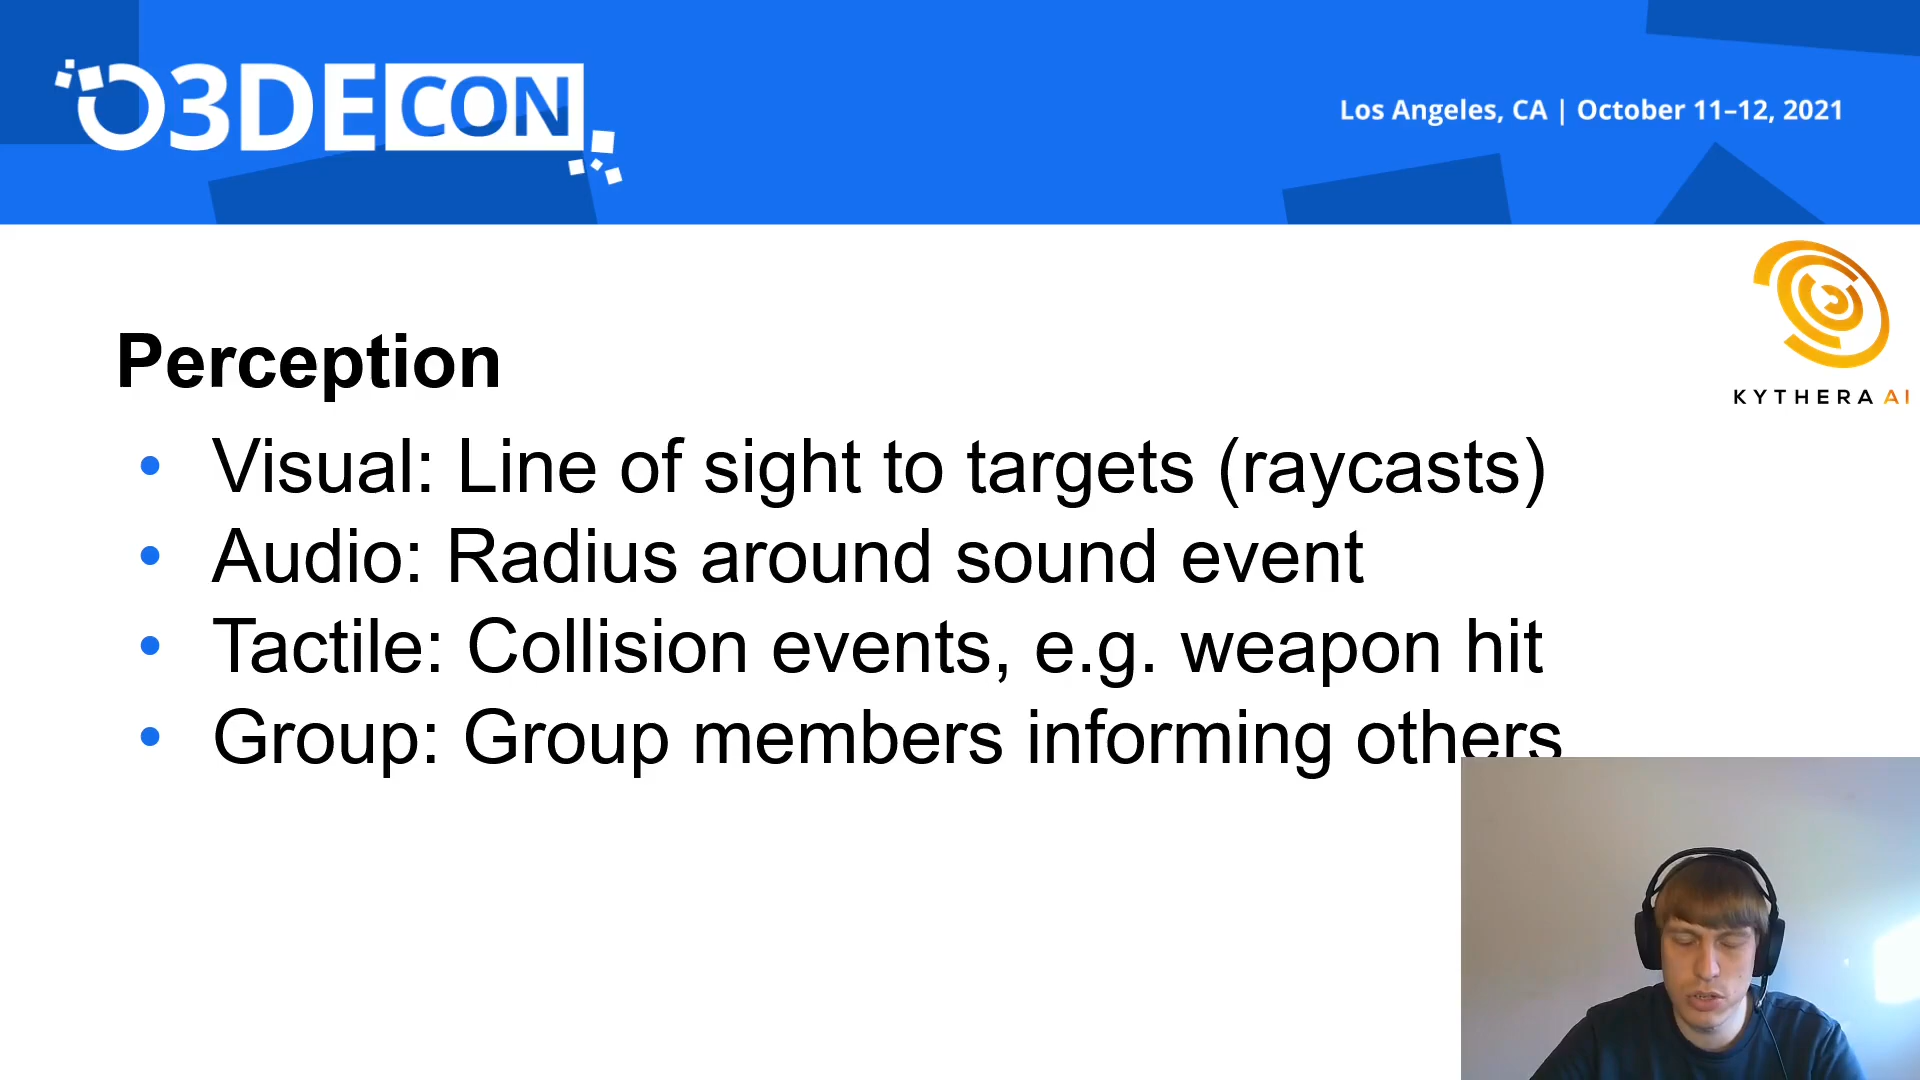 O3DECON
Los Angeles, CA | October 11–12, 2021
KYTHERA AI
Perception
• Visual: Line of sight to targets (raycasts)
• Audio: Radius around sound event
• Tactile: Collision events, e.g. weapon hit
• Group: Group members informing others